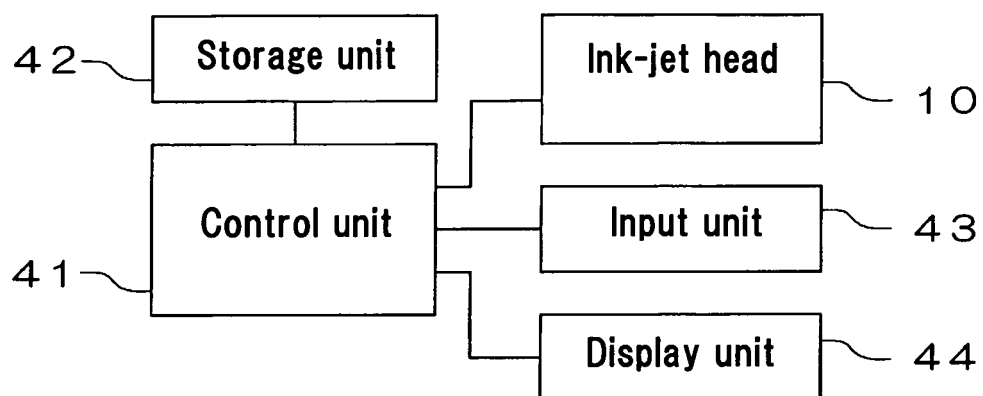 42
Storage unit
Ink-jet head
10
Control unit
41
Input unit
43
Display unit
44